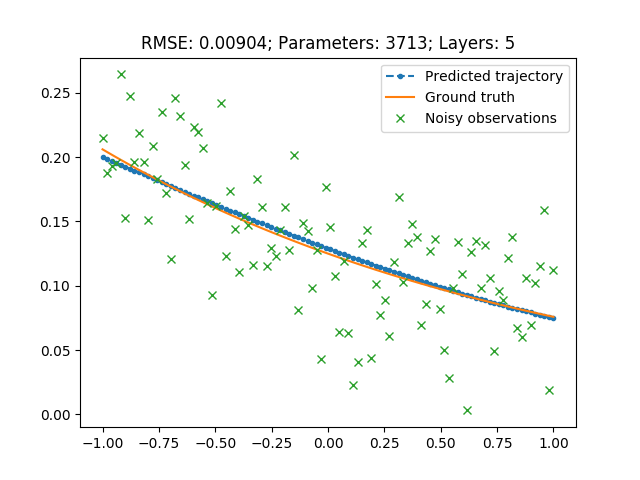 RMSE: 0.00904; Parameters: 3713; Layers: 5
Predicted trajectory
Ground truth
Noisy observations
0.25
0.20
0.15
0.10
0.05
0.00
−1.00 −0.75 −0.50 −0.25 0.00 0.25 0.50 0.75 1.00